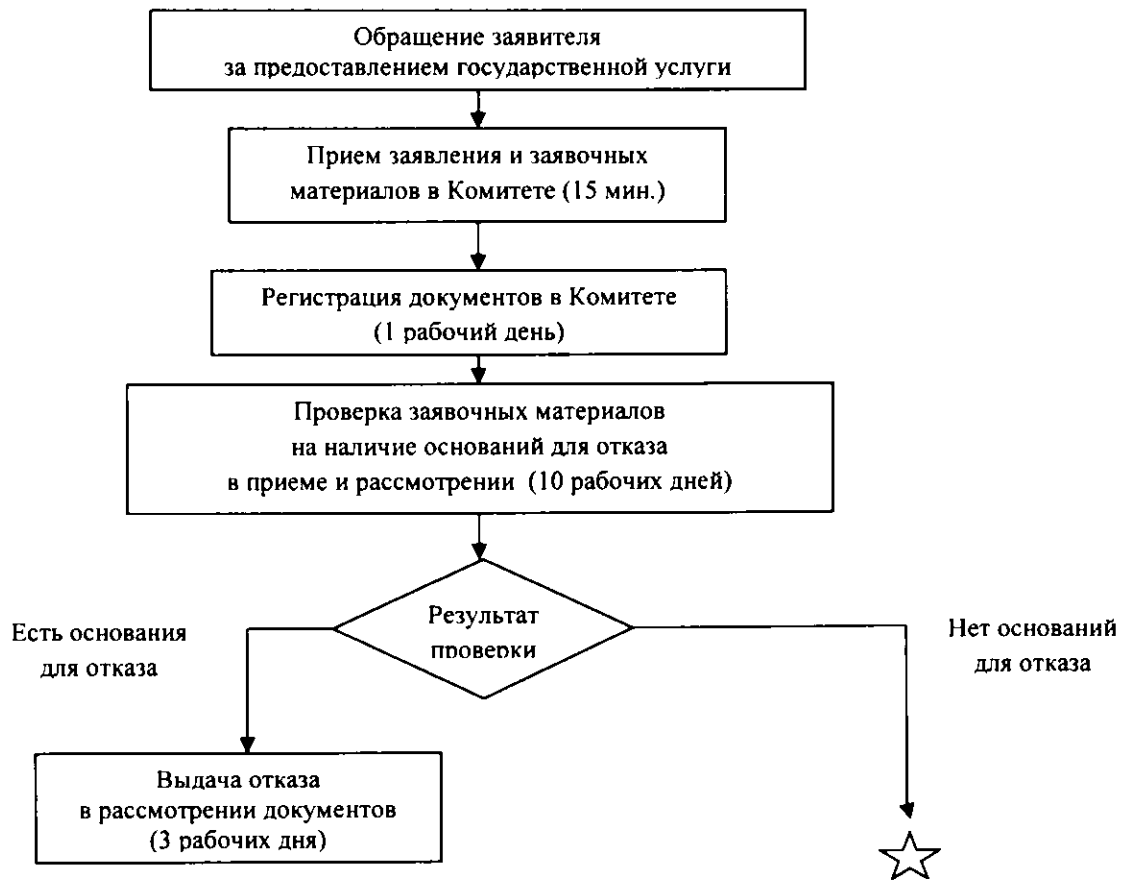 Обращение заявителя
за предоставлением государственной услуги
Прием заявления и заявочных
материалов в Комитете (15 мин.)
Регистрация документов в Комитете
(1 рабочий день)
Проверка заявочных материалов
на наличие оснований для отказа
в приеме и рассмотрении (10 рабочих дней)
Результат
проверки
Есть основания
для отказа
Нет оснований
для отказа
Выдача отказа
в рассмотрении документов
(3 рабочих дня)